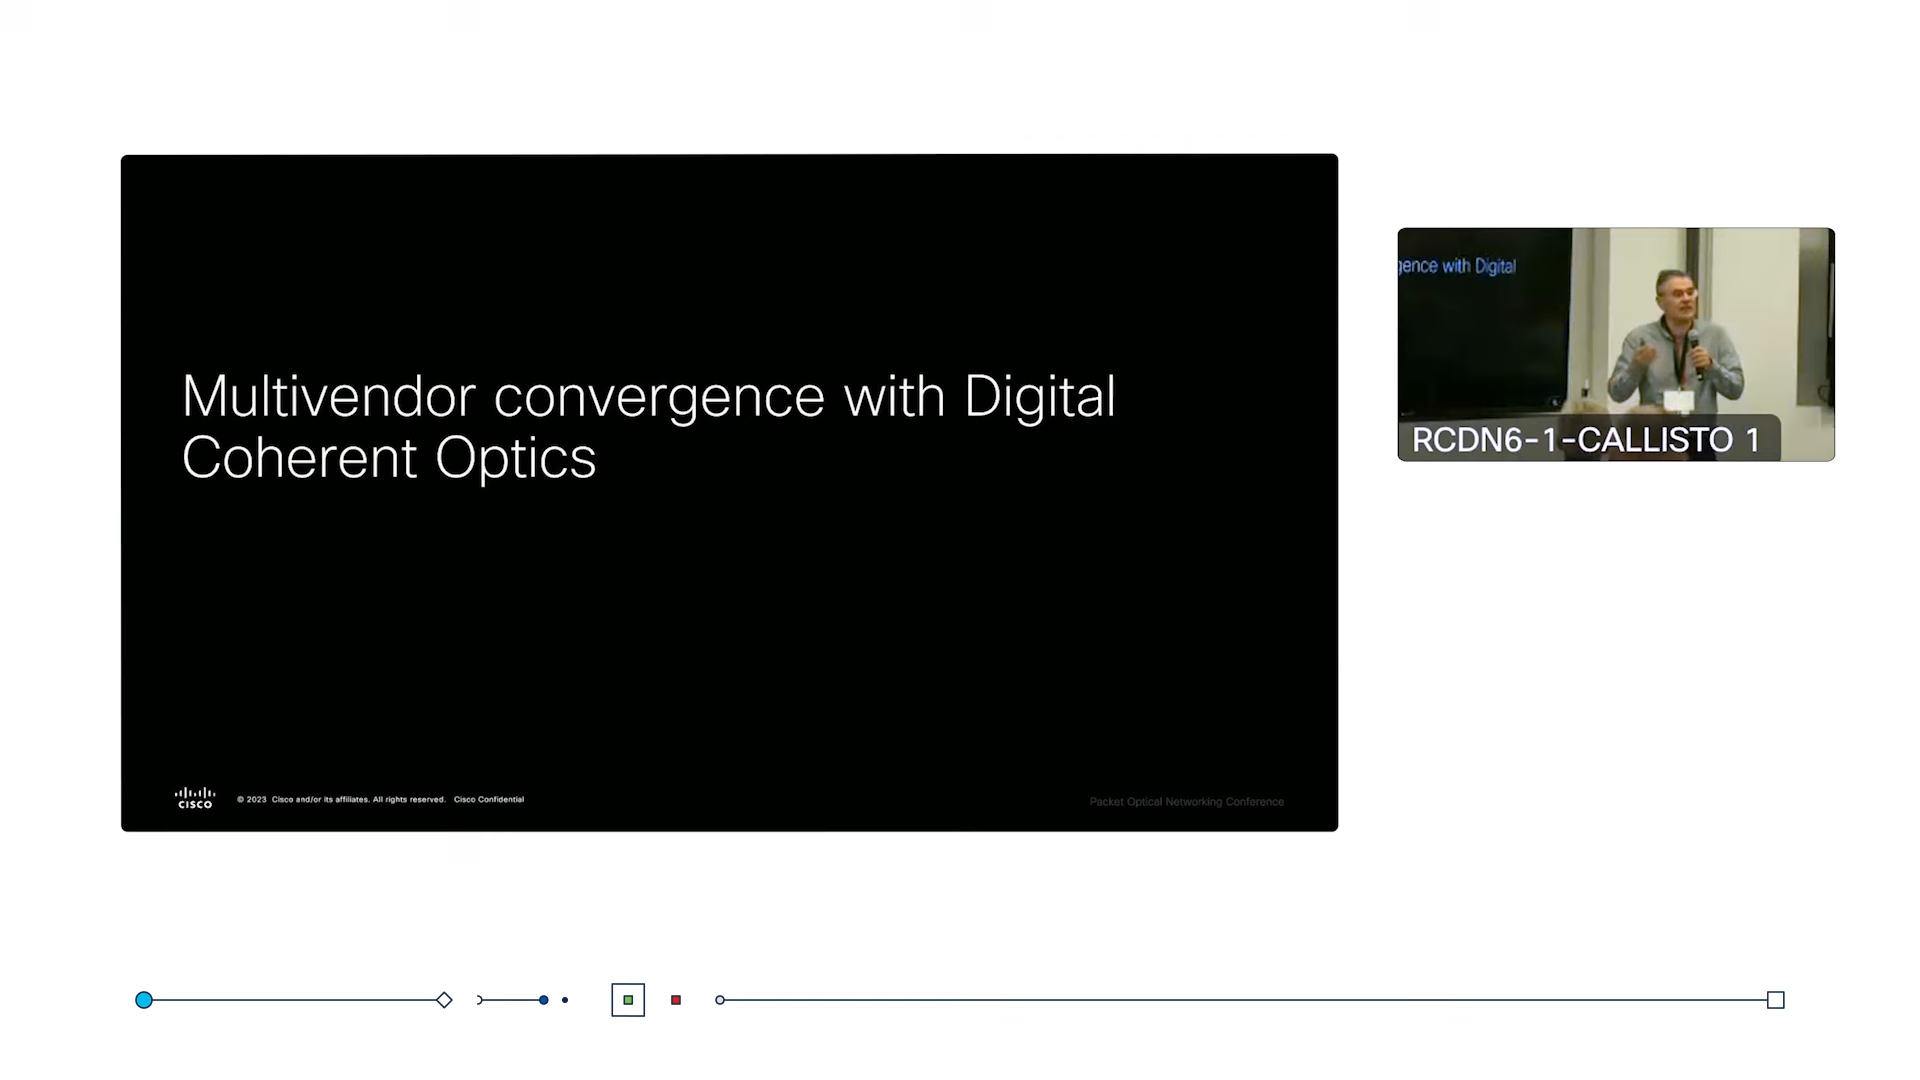 Multivendor convergence with Digital
Coherent Optics
CISCO
© 2023 Cisco and/or its affiliates. All rights reserved. Cisco Confidential
Packet Optical Networking Conference
gence with Digital
RCDN6-1-CALLISTO 1